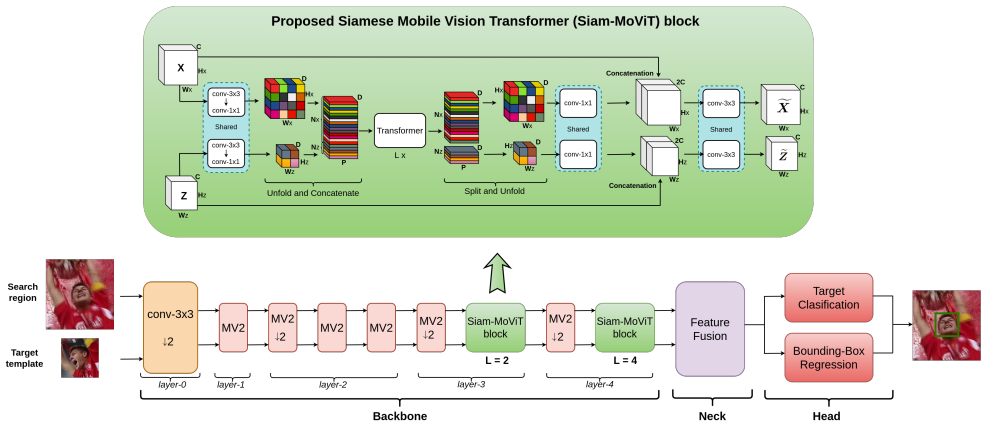 Proposed Siamese Mobile Vision Transformer (Siam-MoViT) block
X
C
Hx
Wx
conv-3x3
↓
conv-1x1
Shared
conv-3x3
↓
conv-1x1
Z
C
Hz
Wz
D
Hx
Wx
D
Hz
Wz
Unfold and Concatenate
D
Nx
Nz
P
Transformer
L x
D
Nx
Nz
P
Split and Unfold
D
Hx
Wx
D
Hz
Wz
conv-1x1
Shared
conv-1x1
Concatenation
2C
Hx
Wx
2C
Hz
Wz
Concatenation
conv-3x3
Shared
conv-3x3
C
X̃
Hx
Wx
C
z̃
Hz
Wz
Search
region
Target
template
conv-3x3
↓2
MV2
MV2
↓2
MV2
MV2
MV2
↓2
Siam-MoViT
block
L = 2
MV2
↓2
Siam-MoViT
block
L = 4
layer-0
layer-1
layer-2
layer-3
layer-4
Backbone
Feature
Fusion
Neck
Target
Clasification
Bounding-Box
Regression
Head